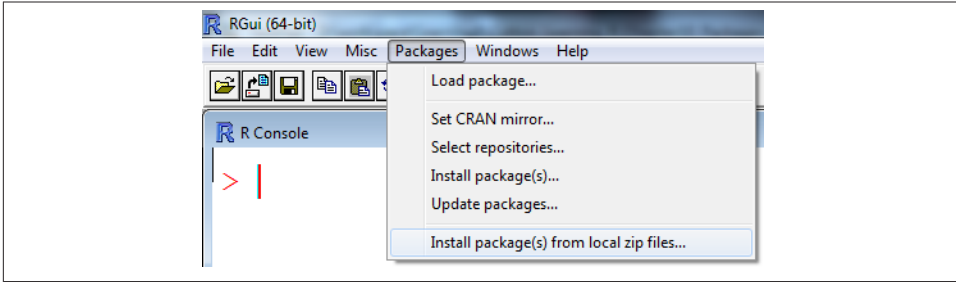 RGui (64-bit)
File Edit View Misc Packages Windows Help
Load package...
Set CRAN mirror...
Select repositories...
Install package(s)...
Update packages...
Install package(s) from local zip files...
R Console
>